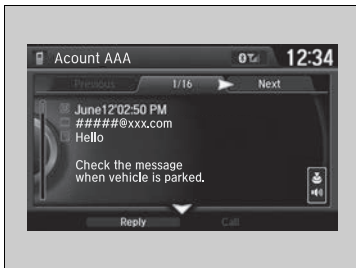 Acount AAA
12:34
Previous
1/16
Next
June12'02:50 PM
#####@xxx.com
Hello
Check the message
when vehicle is parked.
Reply
Call